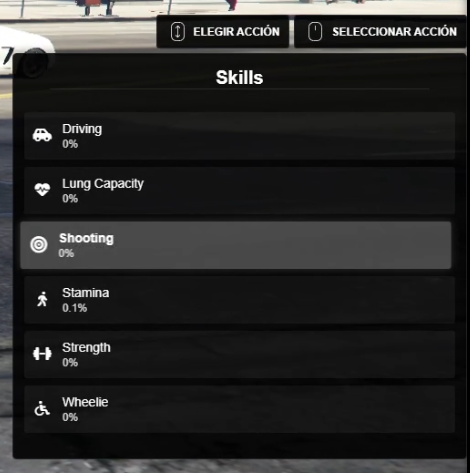 ELEGIR ACCIÓN
SELECCIONAR ACCIÓN
7
Skills
Driving
0%
Lung Capacity
0%
Shooting
0%
Stamina
0.1%
Strength
0%
Wheelie
0%